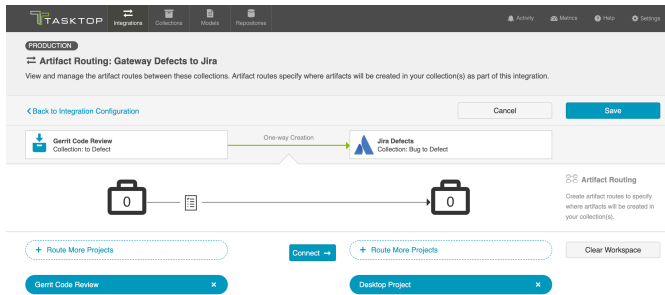 TASKTOP
Integrations
Collections
Models
Repositories
Activity
Metrics
Help
Settings
PRODUCTION
Artifact Routing: Gateway Defects to Jira
View and manage the artifact routes between these collections. Artifact routes specify where artifacts will be created in your collection(s) as part of this integration.
Back to Integration Configuration
Cancel
Save
Gerrit Code Review
Collection: to Defect
One-way Creation
Jira Defects
Collection: Bug to Defect
0
0
Artifact Routing
Create artifact routes to specify
where artifacts will be created in
your collection(s).
+ Route More Projects
Connect →
+ Route More Projects
Clear Workspace
Gerrit Code Review ×
Desktop Project ×